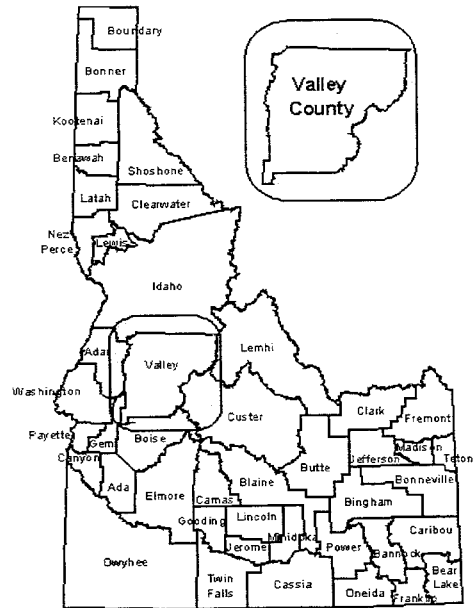 Boundary
Bonner
Valley
County
Kootenai
Benawah
Shoshone
Latah
Clearwater
Nez
Perce
Lewis
Idaho
Adar
Valley
Lemhi
Washington
Custer
Clark
Fremont
Payette
Gem
Boise
Butte
Jefferson
Madison
Teton
Canyon
Ada
Elmore
Camas
Blaine
Bonneville
Bingham
Gooding
Lincoln
Minidoka
Jerome
Power
Bannock
Caribou
Owyhee
Twin
Falls
Cassia
Oneida
Franklin
Bear
Lake